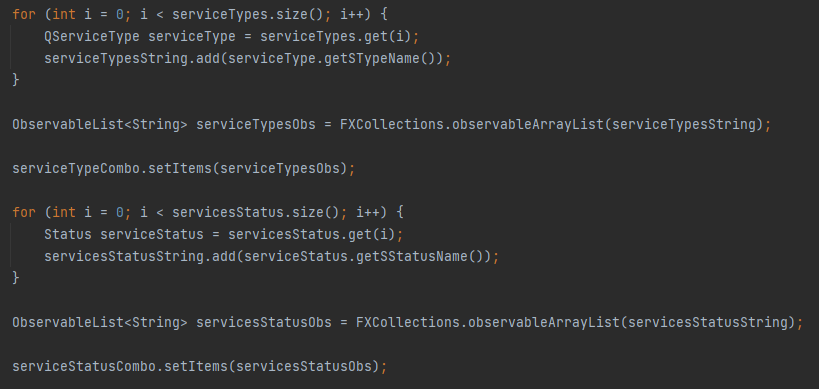 for (int i = 0; i < serviceTypes.size(); i++) {
    QServiceType serviceType = serviceTypes.get(i);
    serviceTypesString.add(serviceType.getSTypeName());
}
ObservableList<String> serviceTypesObs = FXCollections.observableArrayList(serviceTypesString);
serviceTypeCombo.setItems(serviceTypesObs);
for (int i = 0; i < servicesStatus.size(); i++) {
    Status serviceStatus = servicesStatus.get(i);
    servicesStatusString.add(serviceStatus.getSStatusName());
}
ObservableList<String> servicesStatusObs = FXCollections.observableArrayList(servicesStatusString);
serviceStatusCombo.setItems(servicesStatusObs);